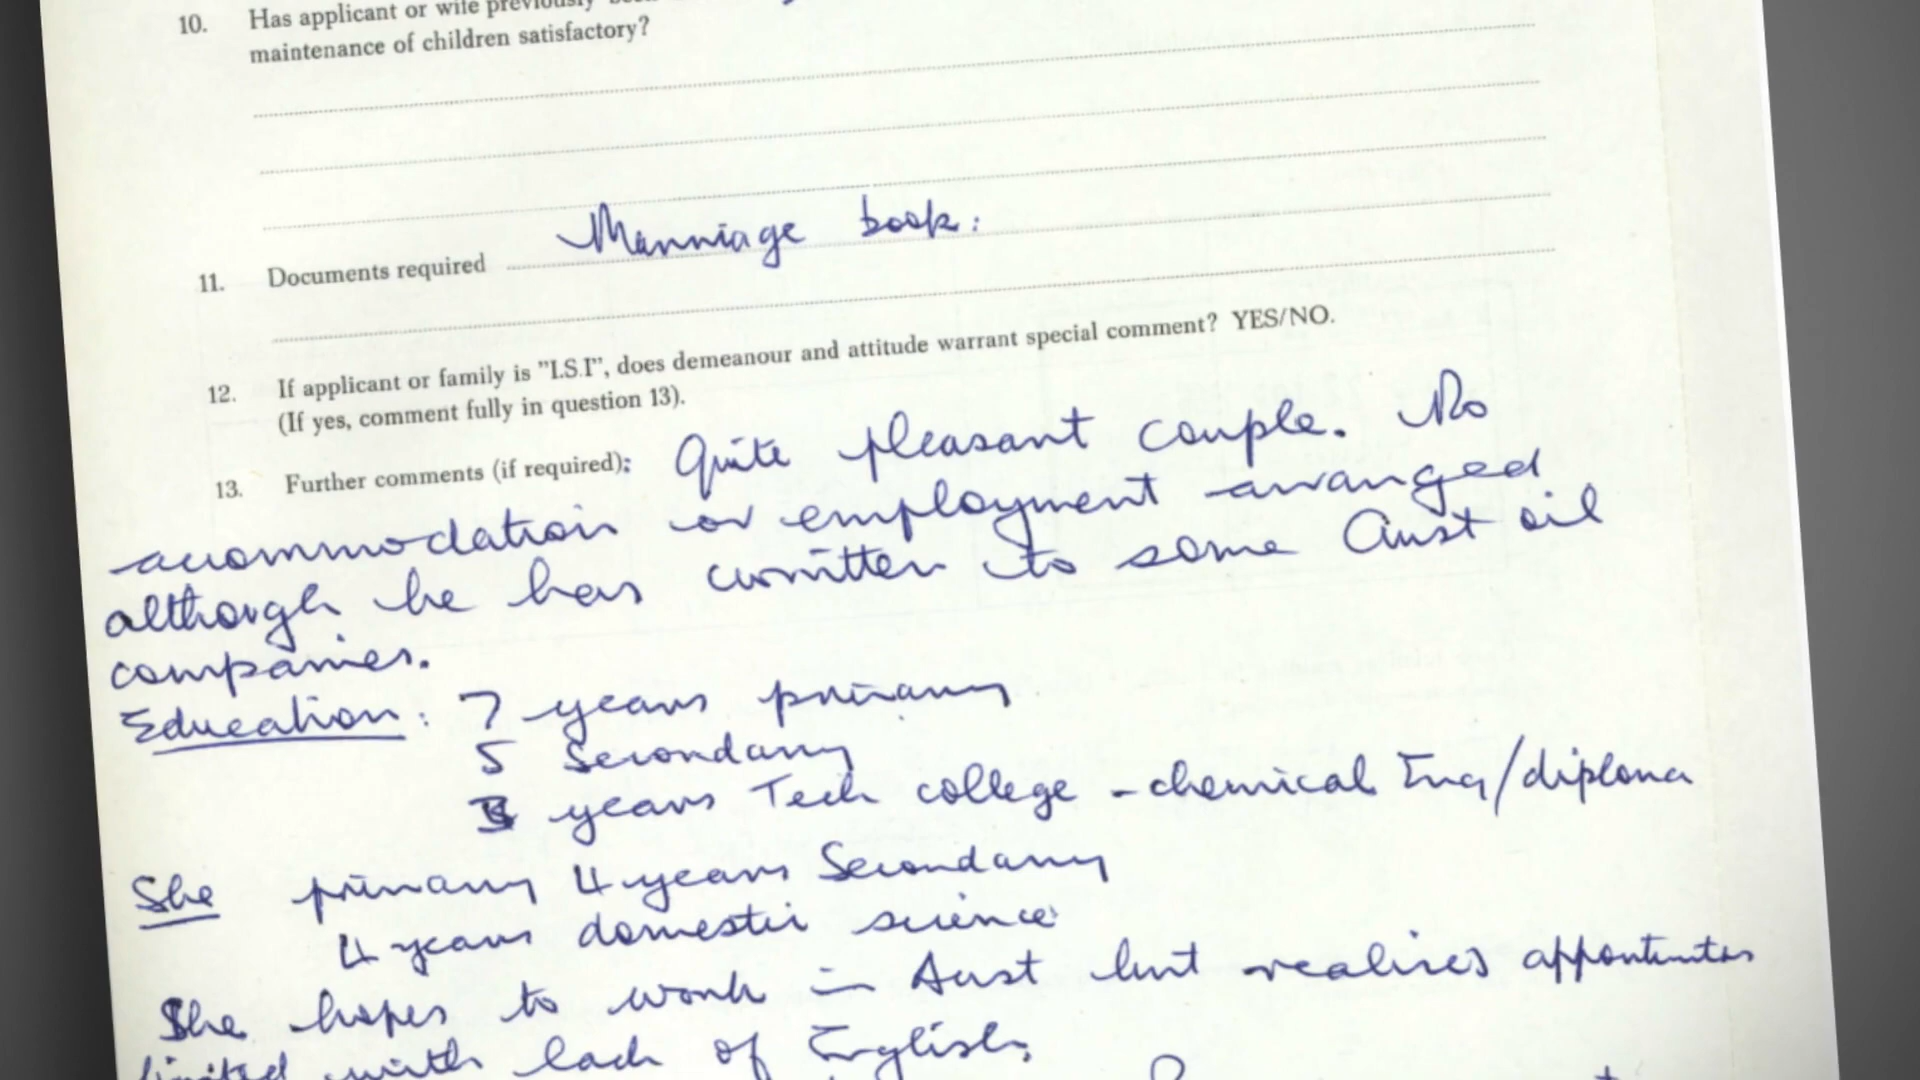 10. Has applicant or wife previously
maintenance of children satisfactory?
11. Documents required Marriage book:
12. If applicant or family is "I.S.I", does demeanour and attitude warrant special comment? YES/NO.
(If yes, comment fully in question 13).
13. Further comments (if required): Quite pleasant couple. No
accommodation or employment arranged
although he has written to some Aust oil
companies.
Education: 7 years primary
5 Secondary
years Tech college - chemical Eng/diploma
She primary 4 years Secondary
4 years domestic science
She hopes to work in Aust but realises opportunities
limited with lack of English.